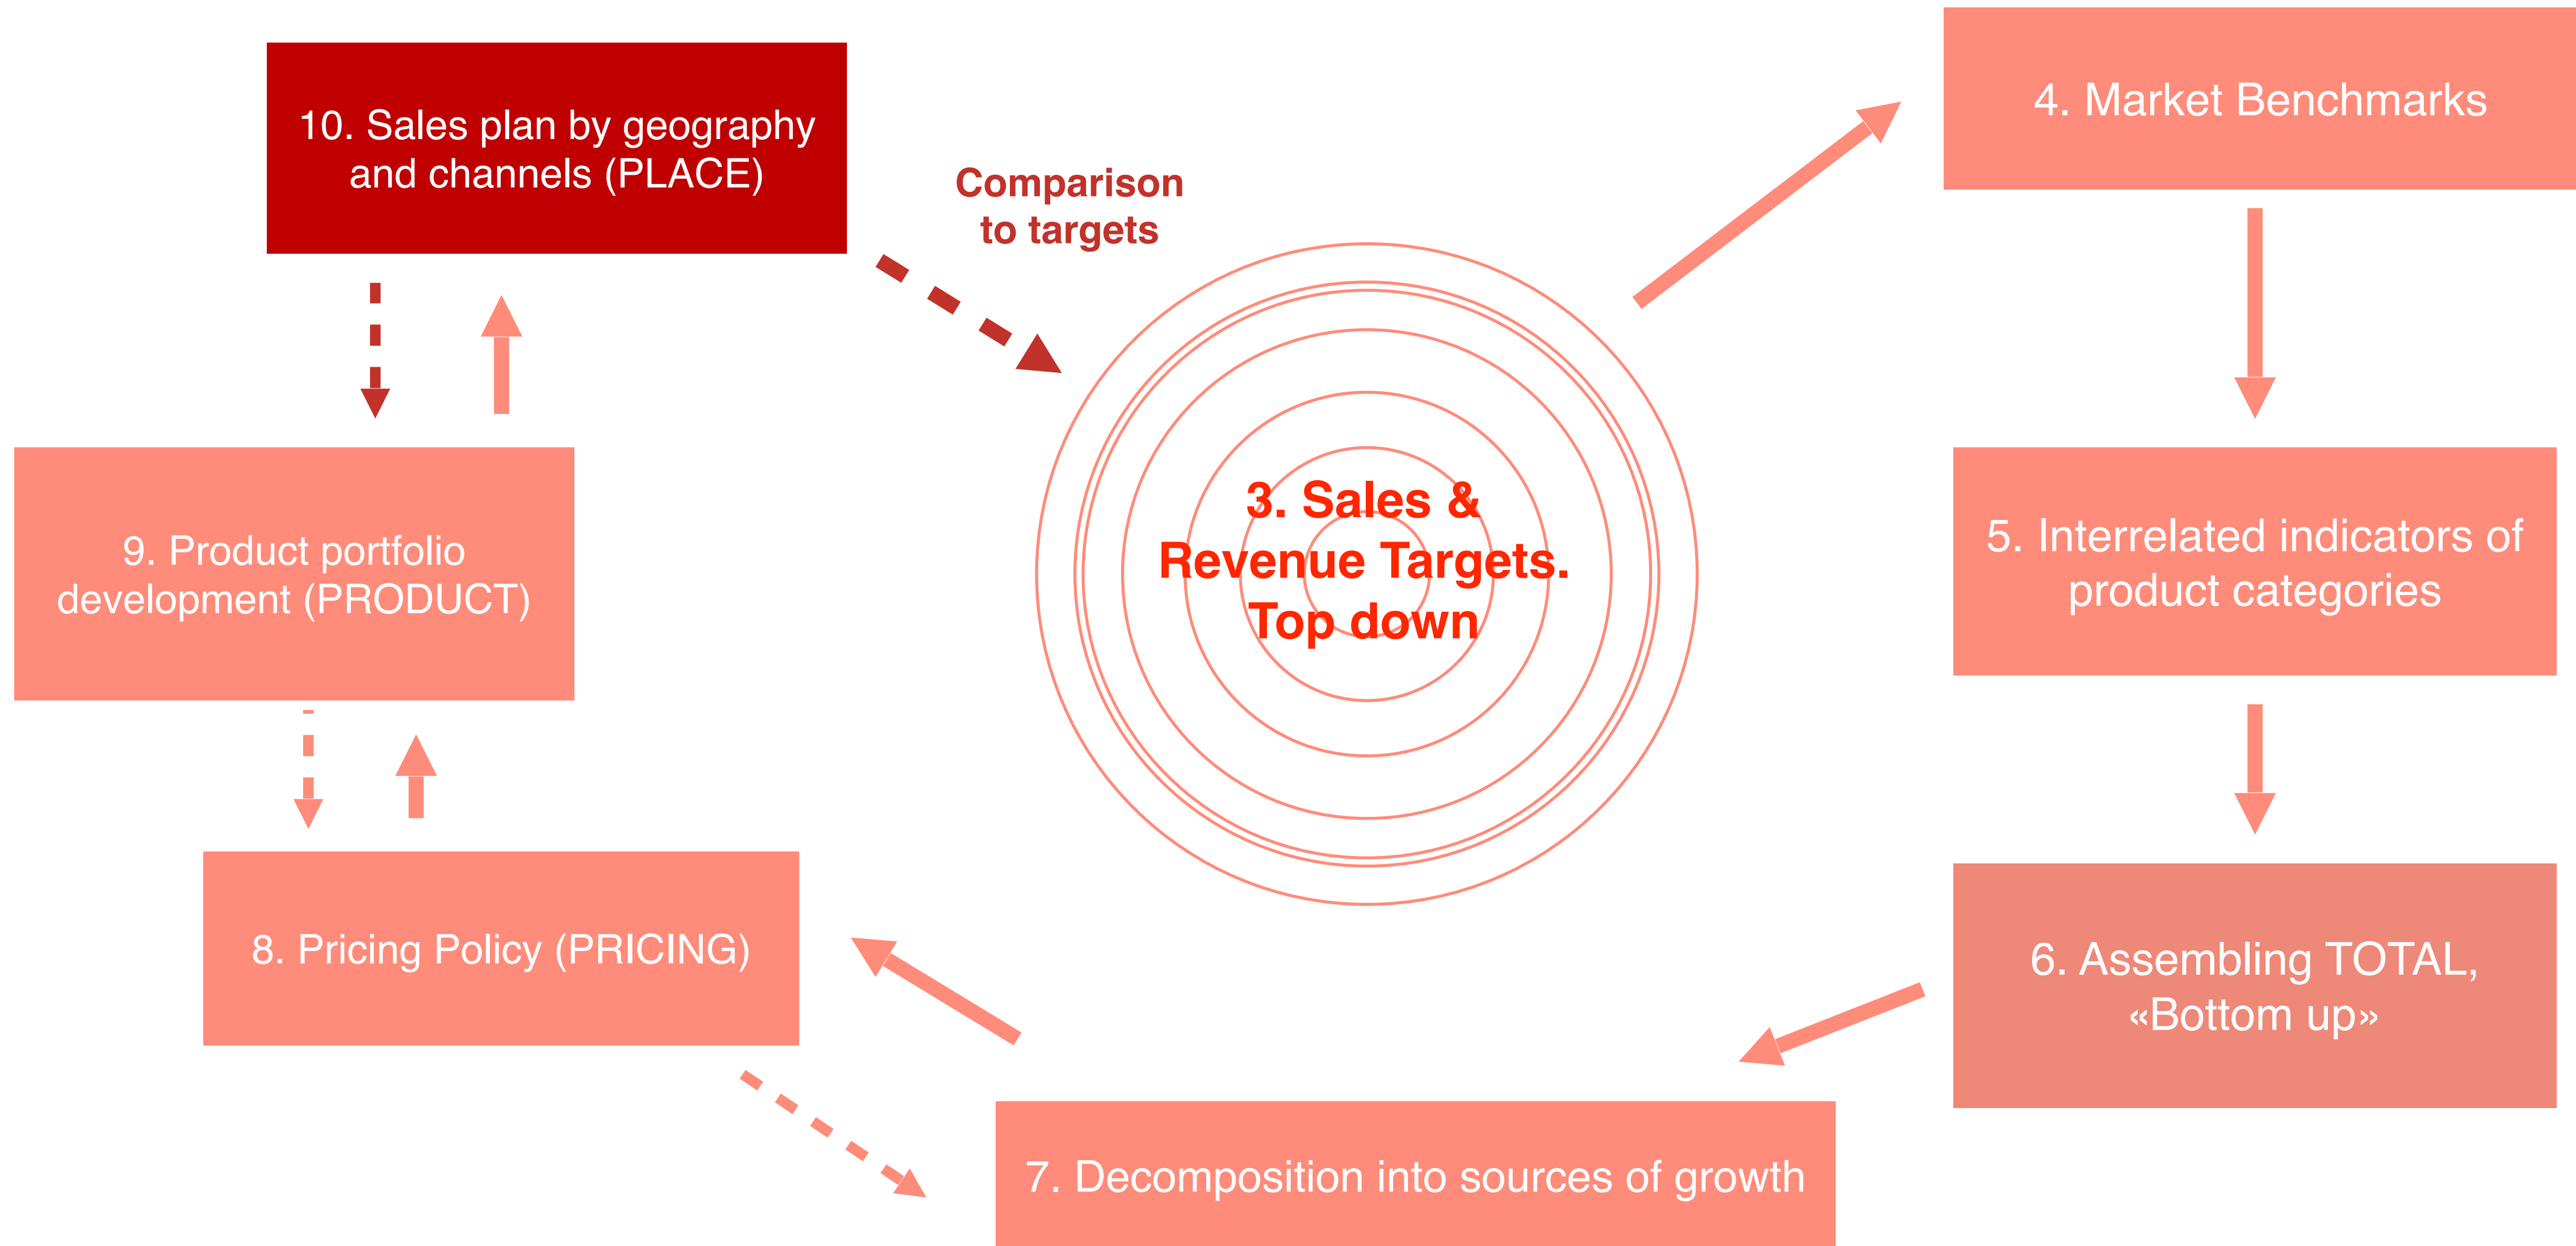 10. Sales plan by geography
and channels (PLACE)
Comparison
to targets
4. Market Benchmarks
3. Sales &
Revenue Targets.
Top down
9. Product portfolio
development (PRODUCT)
5. Interrelated indicators of
product categories
8. Pricing Policy (PRICING)
6. Assembling TOTAL,
«Bottom up»
7. Decomposition into sources of growth